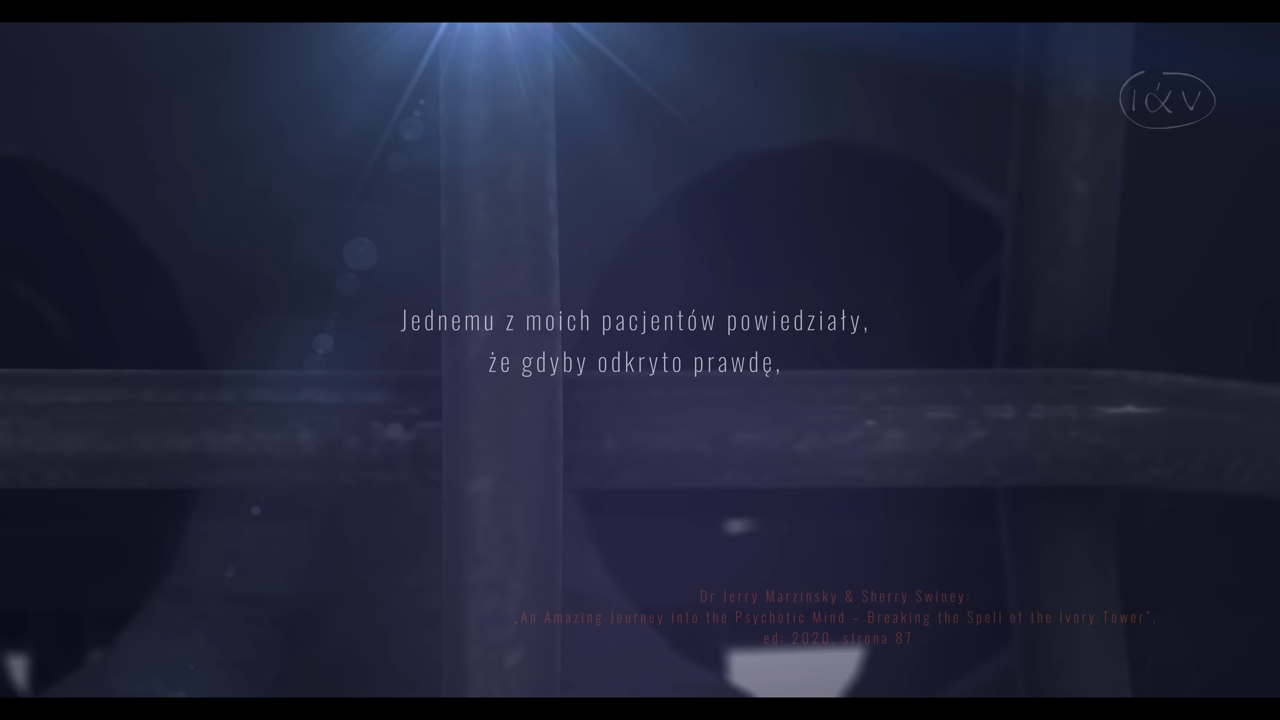 IáV
Jednemu z moich pacjentów powiedziały,
że gdyby odkryto prawdę,
Dr Jerry Marzinsky & Sherry Swiney:
„An Amazing Journey into the Psychotic Mind – Breaking the Spell of the Ivory Tower”,
ed: 2020, strona 87